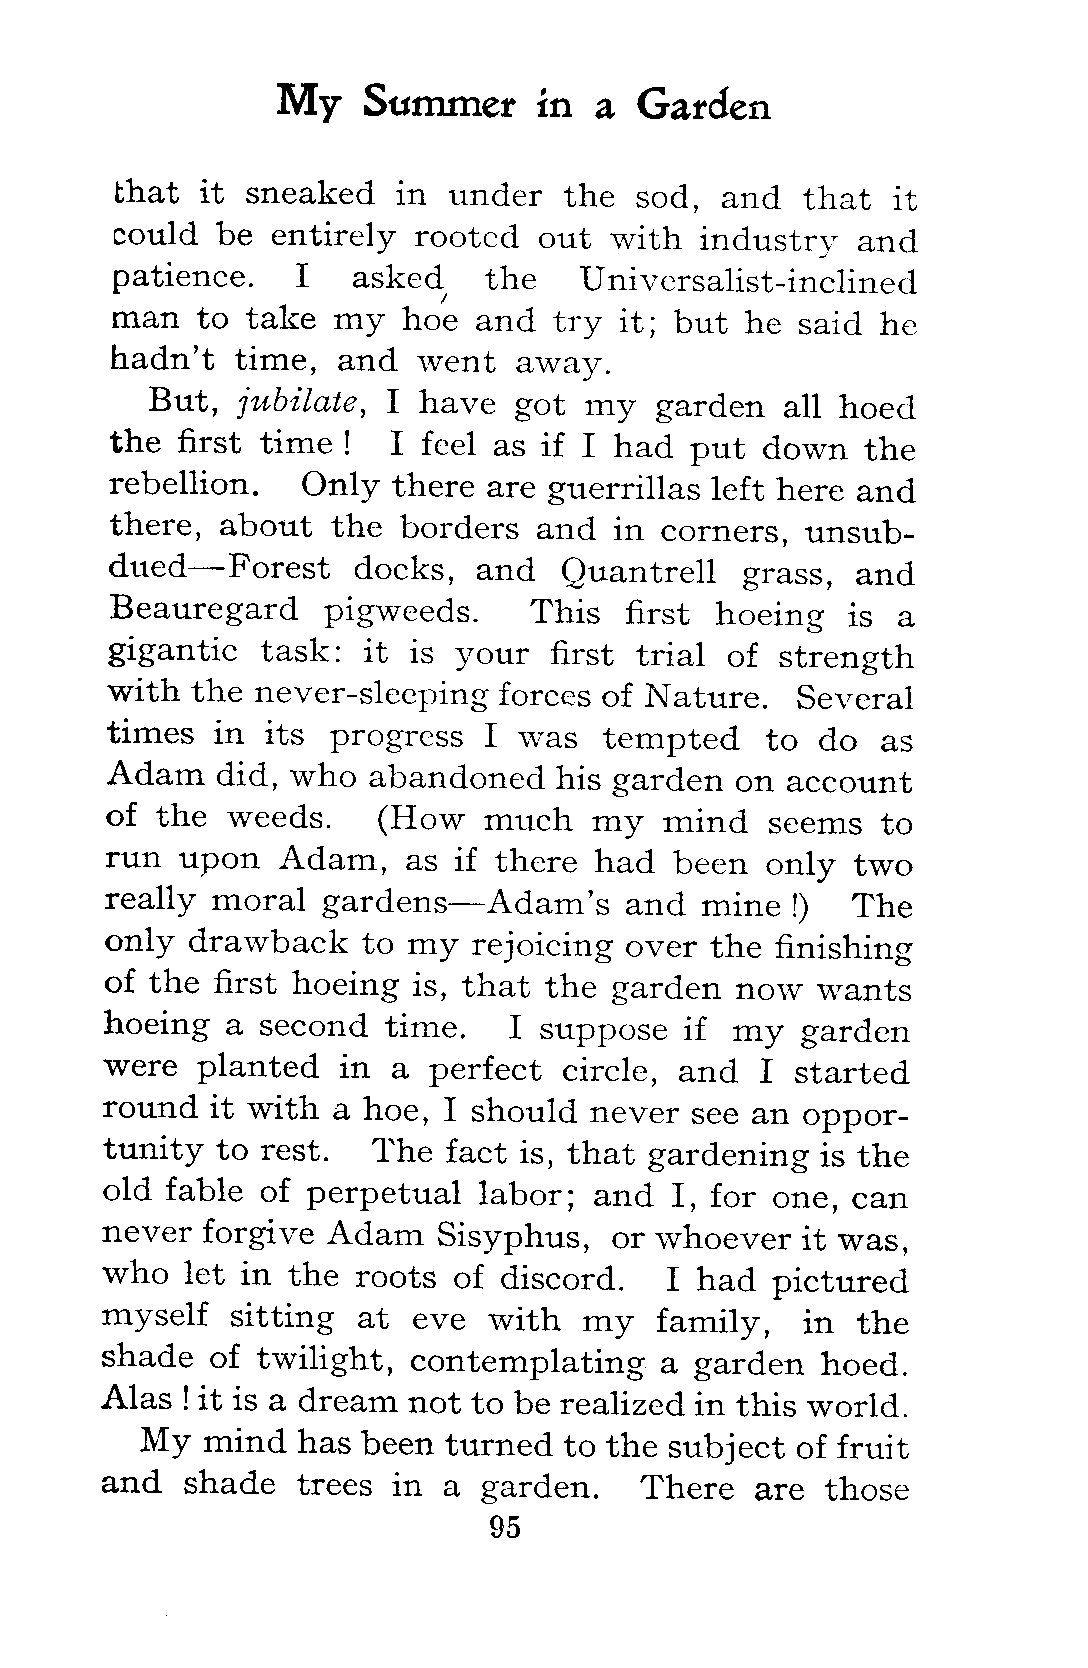 My Summer in a Garden
that it sneaked in under the sod, and that it
could be entirely rooted out with industry and
patience. I asked the Universalist-inclined
man to take my hoe and try it; but he said he
hadn't time, and went away.
But, jubilate, I have got my garden all hoed
the first time! I feel as if I had put down the
rebellion. Only there are guerrillas left here and
there, about the borders and in corners, unsub-
dued—Forest docks, and Quantrell grass, and
Beauregard pigweeds. This first hoeing is a
gigantic task: it is your first trial of strength
with the never-sleeping forces of Nature. Several
times in its progress I was tempted to do as
Adam did, who abandoned his garden on account
of the weeds. (How much my mind seems to
run upon Adam, as if there had been only two
really moral gardens—Adam's and mine!) The
only drawback to my rejoicing over the finishing
of the first hoeing is, that the garden now wants
hoeing a second time. I suppose if my garden
were planted in a perfect circle, and I started
round it with a hoe, I should never see an oppor-
tunity to rest. The fact is, that gardening is the
old fable of perpetual labor; and I, for one, can
never forgive Adam Sisyphus, or whoever it was,
who let in the roots of discord. I had pictured
myself sitting at eve with my family, in the
shade of twilight, contemplating a garden hoed.
Alas! it is a dream not to be realized in this world.
My mind has been turned to the subject of fruit
and shade trees in a garden. There are those
95